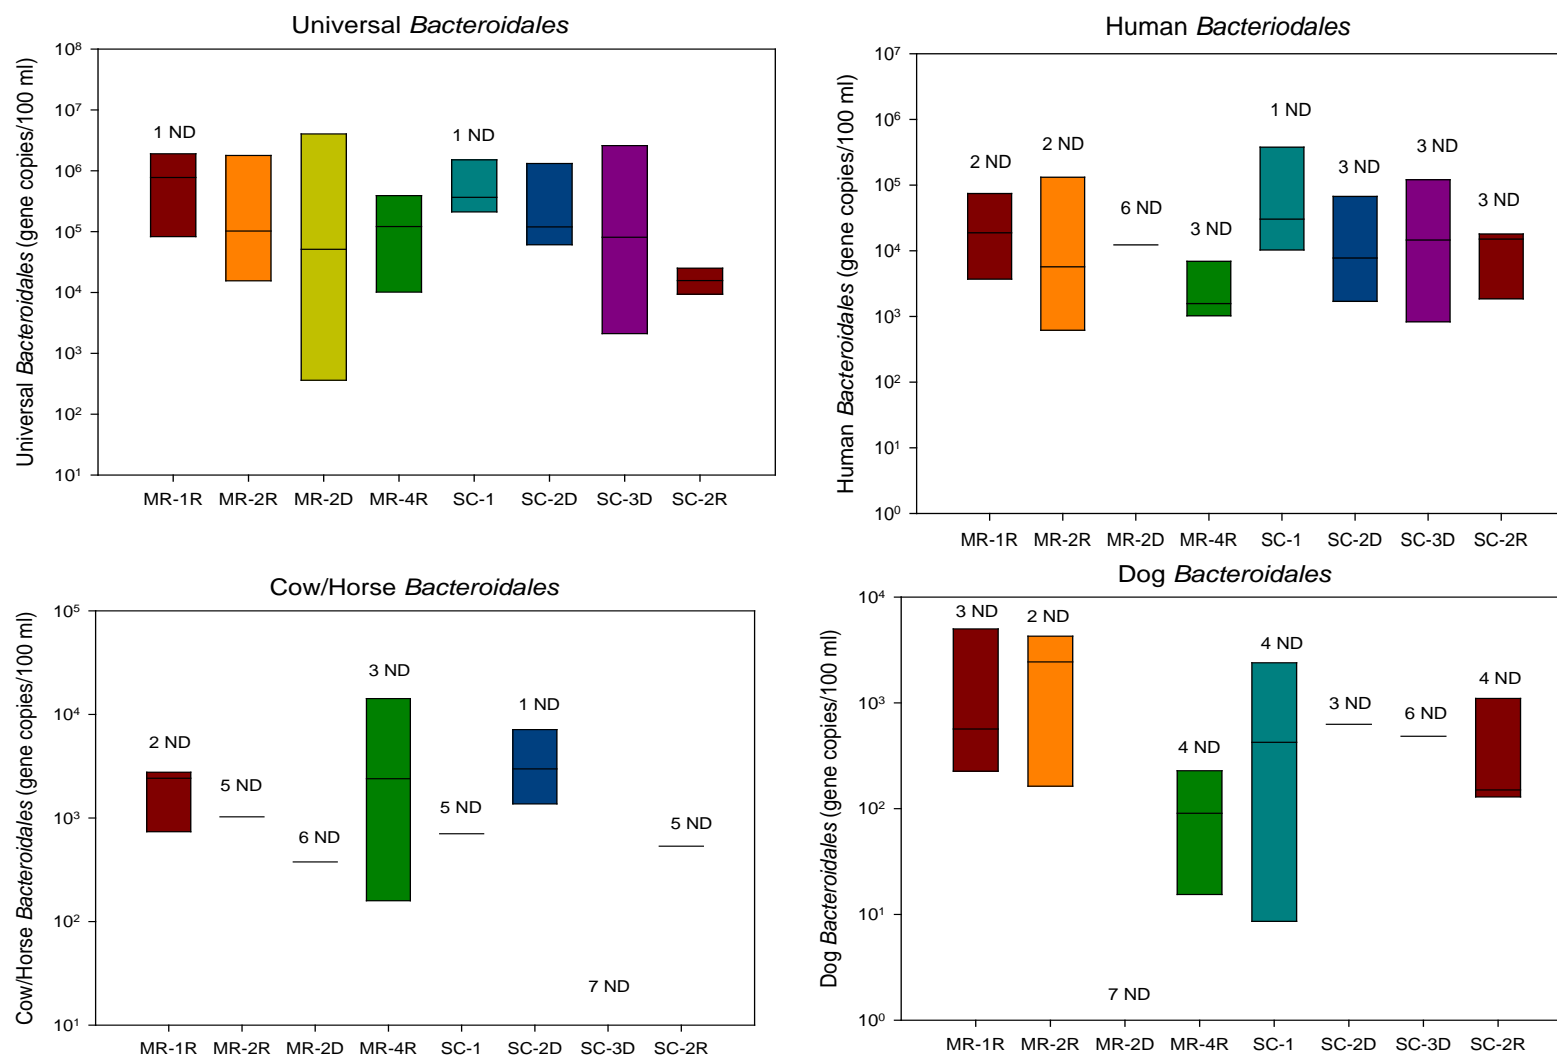 Universal Bacteroidales
Universal Bacteroidales (gene copies/100 ml)
10⁸
10⁷
10⁶
10⁵
10⁴
10³
10²
10¹
1 ND
1 ND
MR-1R MR-2R MR-2D MR-4R SC-1 SC-2D SC-3D SC-2R
Human Bacteriodales
Human Bacteroidales (gene copies/100 ml)
10⁷
10⁶
10⁵
10⁴
10³
10²
10¹
10⁰
2 ND
2 ND
6 ND
3 ND
1 ND
3 ND
3 ND
3 ND
MR-1R MR-2R MR-2D MR-4R SC-1 SC-2D SC-3D SC-2R
Cow/Horse Bacteroidales
Cow/Horse Bacteroidales (gene copies/100 ml)
10⁵
10⁴
10³
10²
10¹
2 ND
5 ND
6 ND
3 ND
5 ND
1 ND
7 ND
5 ND
MR-1R MR-2R MR-2D MR-4R SC-1 SC-2D SC-3D SC-2R
Dog Bacteroidales
Dog Bacteroidales (gene copies/100 ml)
10⁴
10³
10²
10¹
10⁰
3 ND
2 ND
7 ND
4 ND
4 ND
3 ND
6 ND
4 ND
MR-1R MR-2R MR-2D MR-4R SC-1 SC-2D SC-3D SC-2R